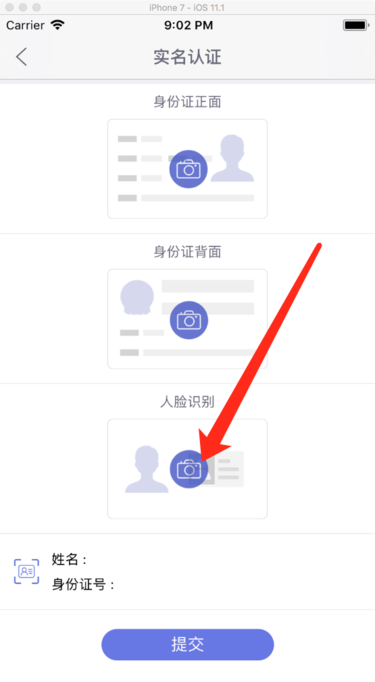 iPhone 7 - iOS 11.1
Carrier 9:02 PM
实名认证
身份证正面
身份证背面
人脸识别
姓名 :
身份证号 :
提交